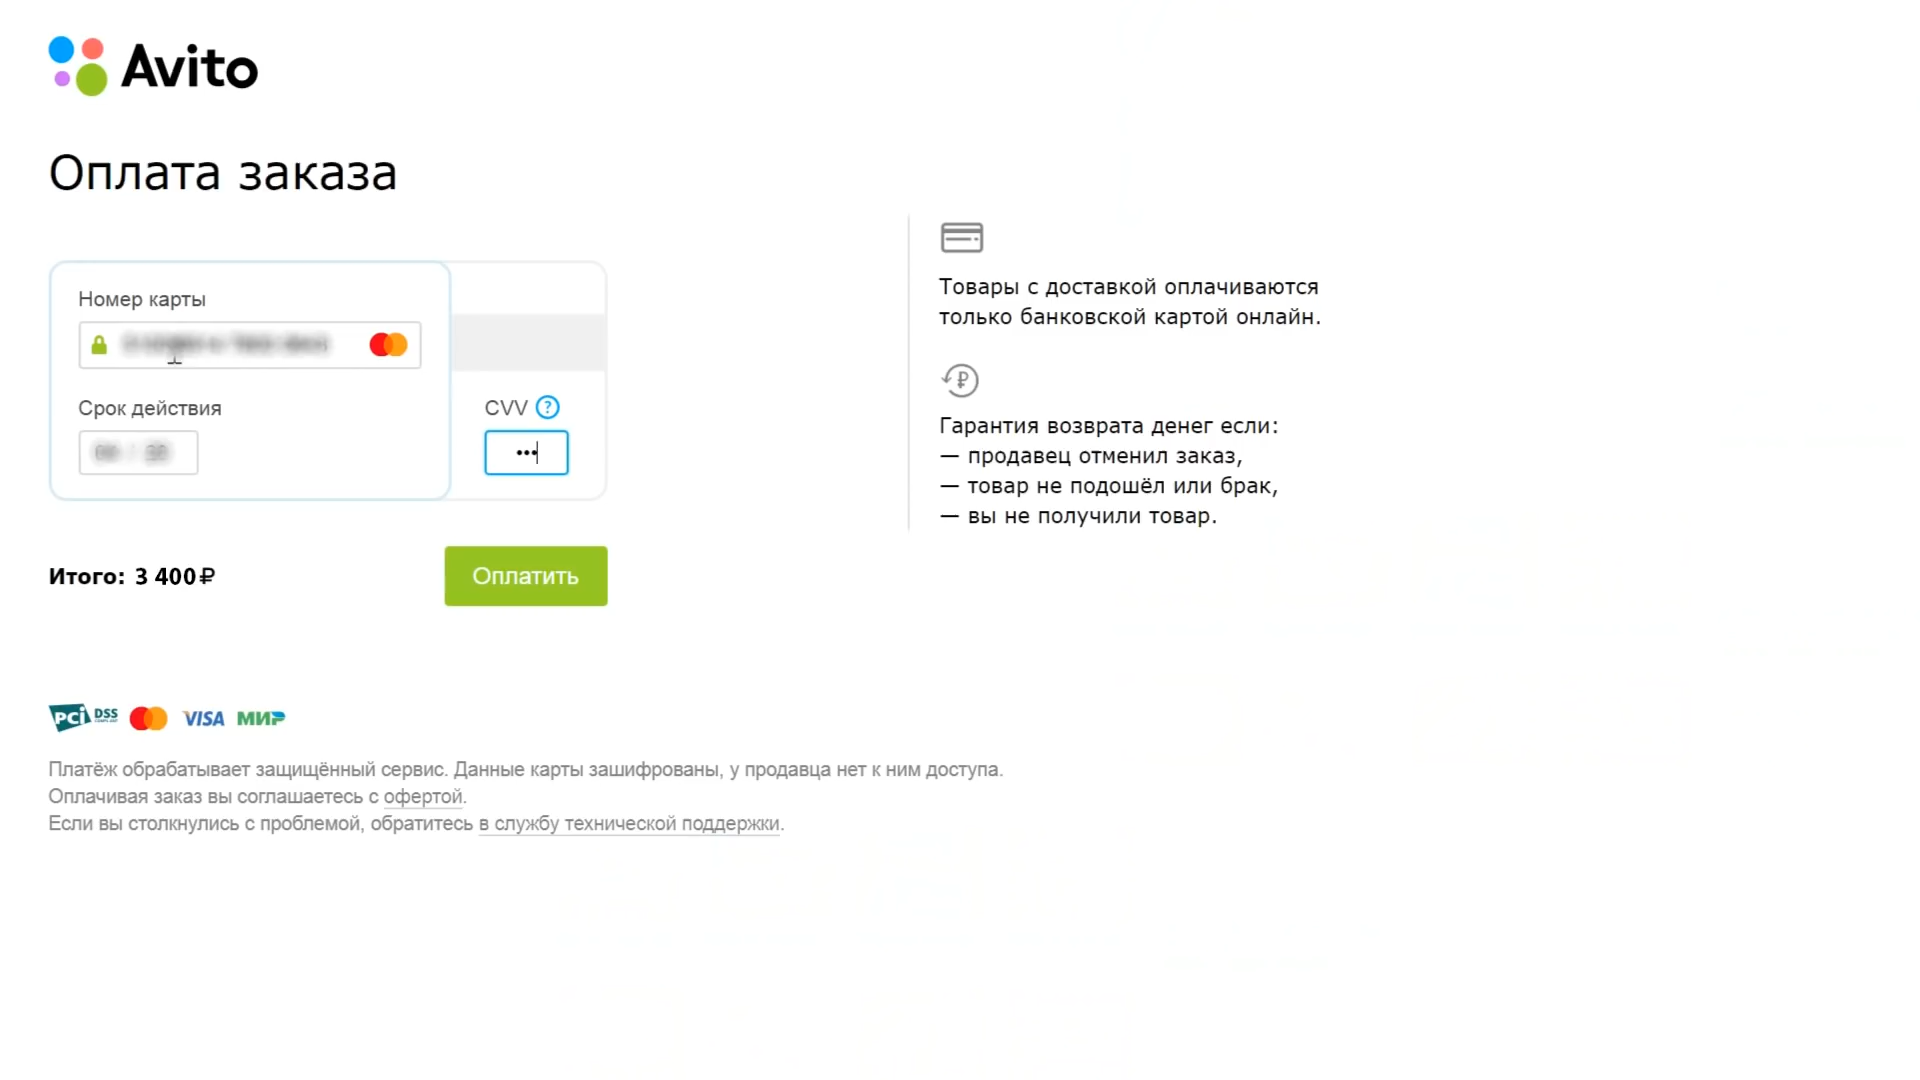 Avito
Оплата заказа
Номер карты
Срок действия
CVV ?
•••
Итого: 3 400 ₽
Оплатить
Товары с доставкой оплачиваются
только банковской картой онлайн.
Гарантия возврата денег если:
— продавец отменил заказ,
— товар не подошёл или брак,
— вы не получили товар.
PCI DSS VISA МИР
Платёж обрабатывает защищённый сервис. Данные карты зашифрованы, у продавца нет к ним доступа.
Оплачивая заказ вы соглашаетесь с офертой.
Если вы столкнулись с проблемой, обратитесь в службу технической поддержки.